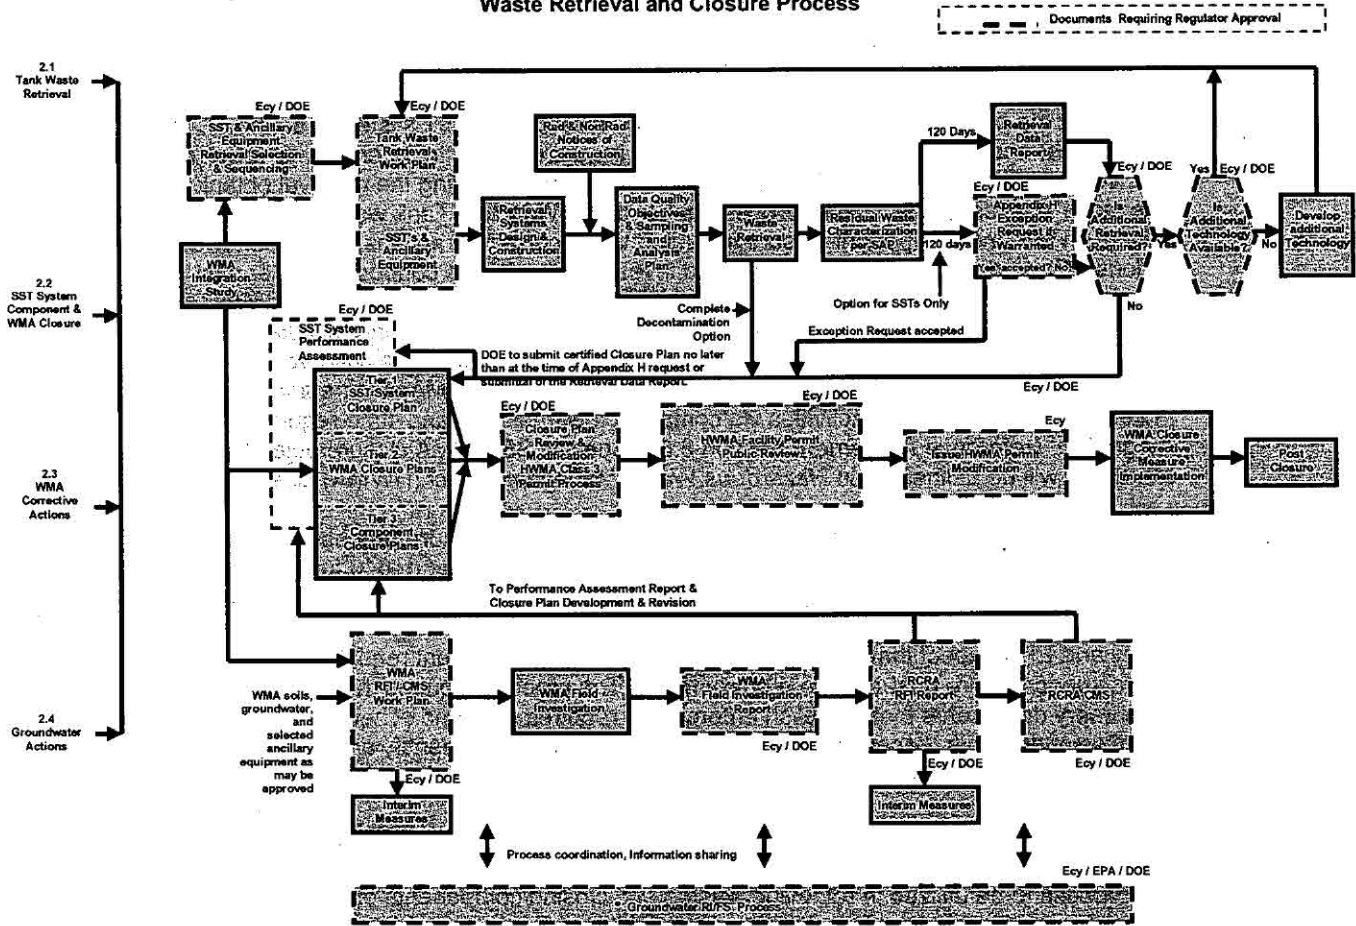 Waste Retrieval and Closure Process
Documents Requiring Regulator Approval
2.1
Tank Waste
Retrieval
2.2
SST System
Component &
WMA Closure
2.3
WMA
Corrective
Actions
2.4
Groundwater
Actions
Ecy / DOE
SST & Ancillary
Equipment
Retrieval Selection
& Sequencing
Ecy / DOE
Tank Waste
Retrieval
Work Plan
SST's &
Ancillary
Equipment
Rad & NonRad
Notices of
Construction
Retrieval
System
Design &
Construction
Data Quality
Objectives
& Sampling
and
Analysis
Plan
Waste
Retrieval
Residual Waste
Characterization
per SAP
120 Days
120 days
Option for SSTs Only
Retrieval
Data
Report
Ecy / DOE
Appendix H
Exception
Request if
Warranted
Yes accepted
Ecy / DOE
Is
Additional
Retrieval
Required?
Yes
No
Yes
Ecy / DOE
Is
Additional
Technology
Available?
No
Develop
additional
Technology
WMA
Integration
Study
Complete
Decontamination
Option
Exception Request accepted
Ecy / DOE
SST System
Performance
Assessment
DOE to submit certified Closure Plan no later
than at the time of Appendix H request or
submittal of the Retrieval Data Report.
Ecy / DOE
Tier 1
SST System
Closure Plan
Tier 2
WMA Closure Plans
Tier 3
Component
Closure Plans
Ecy / DOE
Closure Plan
Review &
Modification
HWMA Class 3
Permit Process
Ecy / DOE
HWMA Facility Permit
Public Review
Ecy
Issue HWMA Permit
Modification
WMA Closure
Corrective
Measure
Implementation
Post
Closure
To Performance Assessment Report &
Closure Plan Development & Revision
WMA soils,
groundwater,
and
selected
ancillary
equipment as
may be
approved
WMA
RFI / CMS
Work Plan
Ecy / DOE
Interim
Measures
WMA Field
Investigation
WMA
Field Investigation
Report
Ecy / DOE
RCRA
RFI Report
Ecy / DOE
Interim Measures
RCRA CMS
Ecy / DOE
Process coordination, Information sharing
Ecy / EPA / DOE
Groundwater RI/FS Process